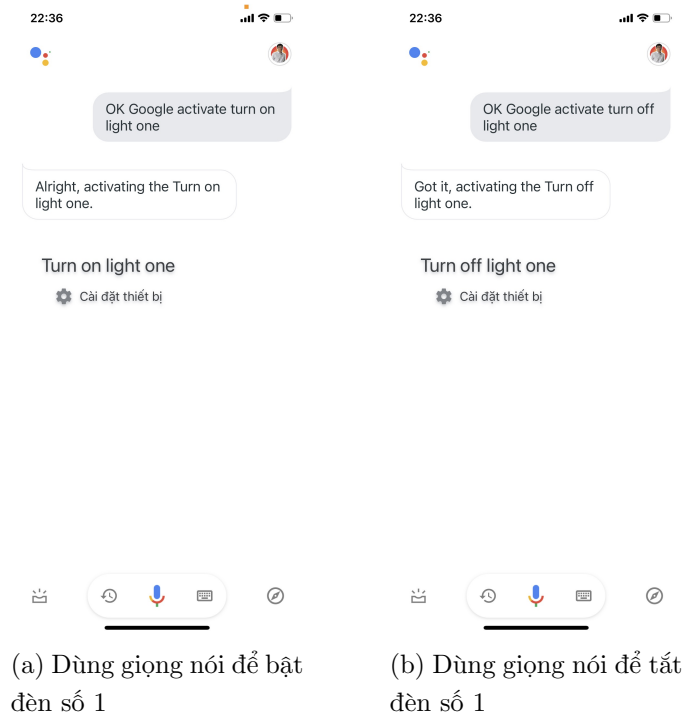 22:36
OK Google activate turn on
light one
Alright, activating the Turn on
light one.
Turn on light one
Cài đặt thiết bị
(a) Dùng giọng nói để bật
đèn số 1
22:36
OK Google activate turn off
light one
Got it, activating the Turn off
light one.
Turn off light one
Cài đặt thiết bị
(b) Dùng giọng nói để tắt
đèn số 1